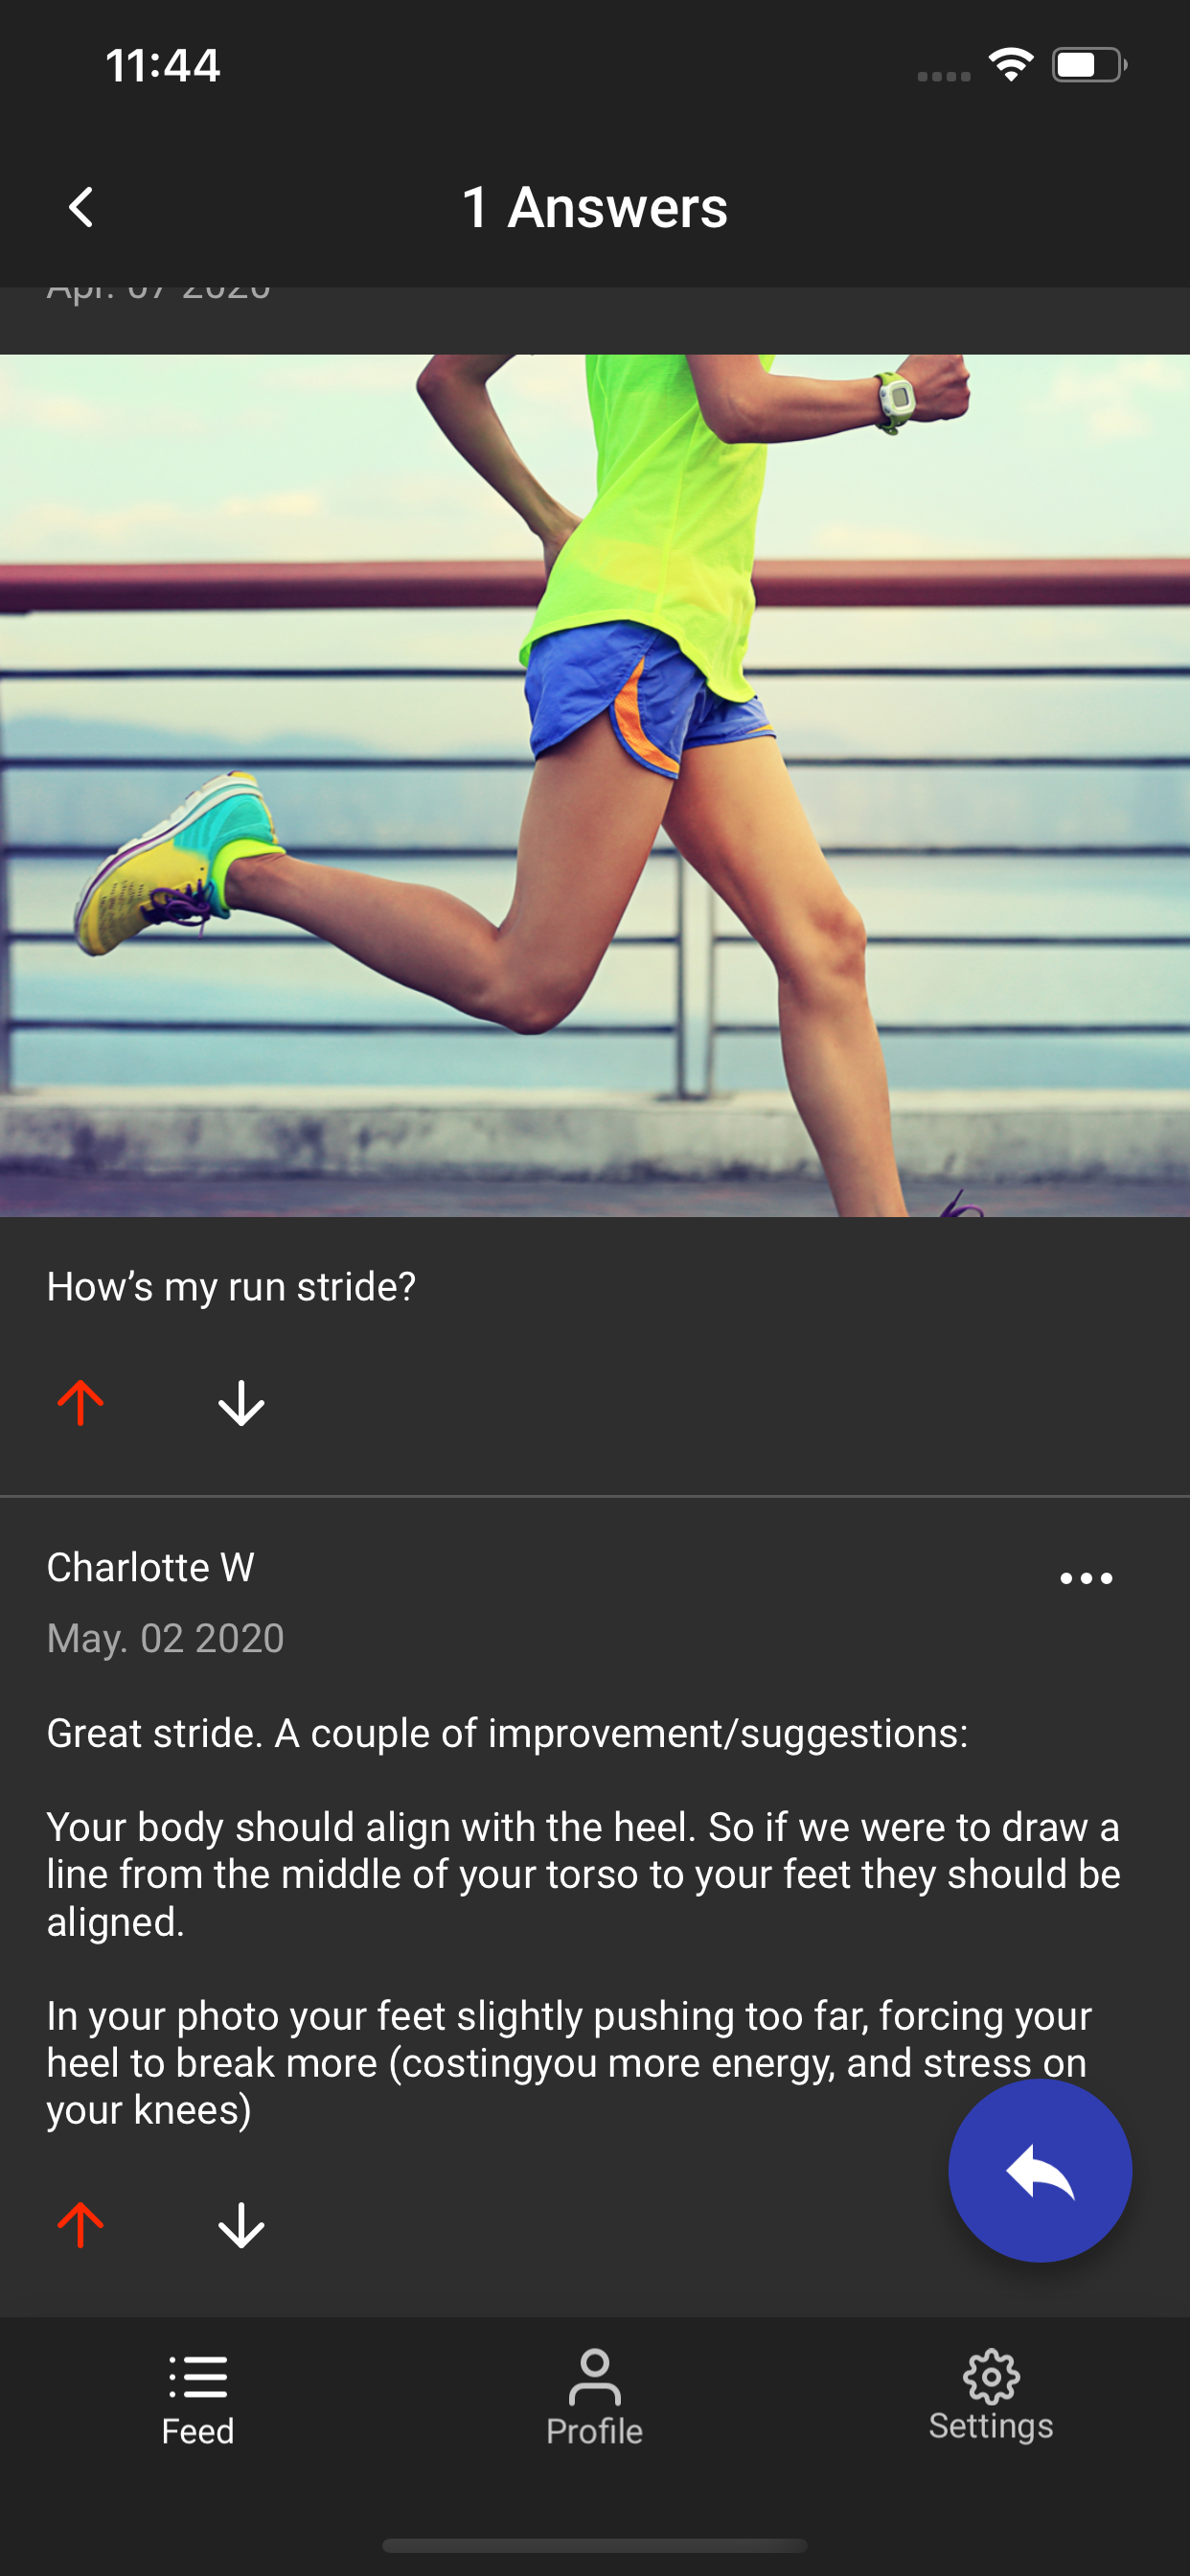 11:44
1 Answers
Apr. 07 2020
How’s my run stride?
Charlotte W
May. 02 2020
Great stride. A couple of improvement/suggestions:
Your body should align with the heel. So if we were to draw a
line from the middle of your torso to your feet they should be
aligned.
In your photo your feet slightly pushing too far, forcing your
heel to break more (costingyou more energy, and stress on
your knees)
Feed
Profile
Settings